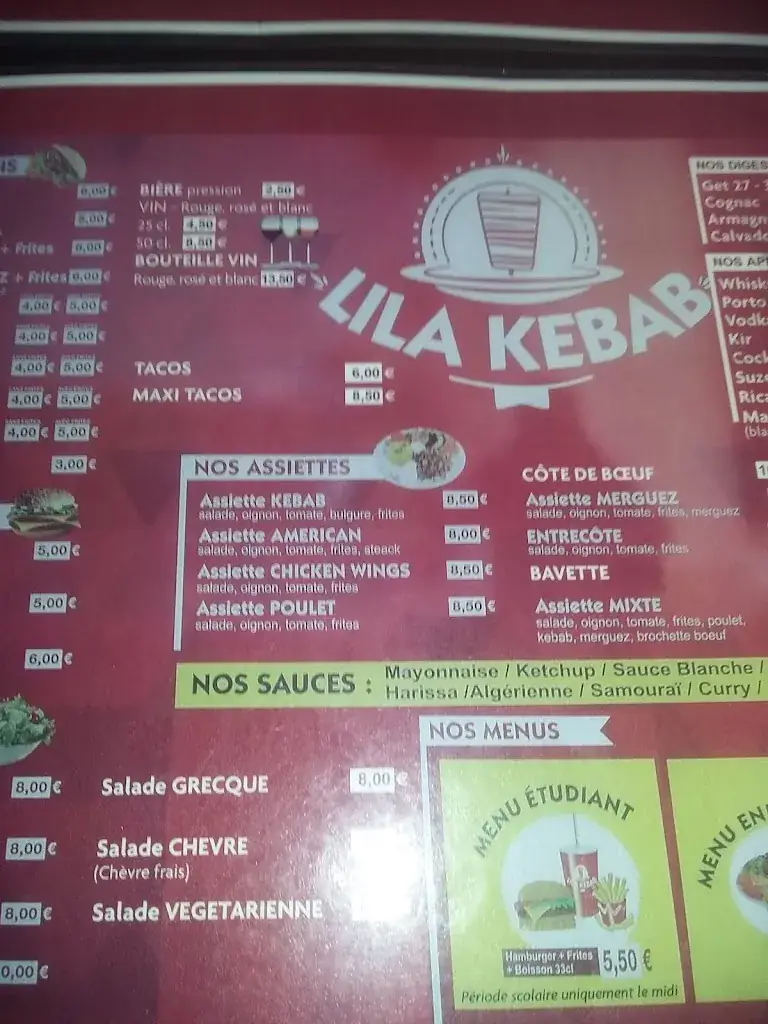 6,00 €
5,00 €
+ Frites 6,00 €
+ Frites 6,00 €
4,00 € 5,00 €
4,00 € 5,00 €
4,00 € 5,00 €
4,00 € 5,00 €
4,00 € 5,00 €
3,00 €
5,00 €
5,00 €
6,00 €
8,00 €
8,00 €
8,00 €
0,00 €
BIÈRE pression 2,50 €
VIN - Rouge, rosé et blanc
25 cl. 4,50 €
50 cl. 8,50 €
BOUTEILLE VIN
Rouge, rosé et blanc 13,50 €
TACOS 6,00 €
MAXI TACOS 8,50 €
LILA KEBAB
NOS DIGES
Get 27 -
Cognac
Armagn
Calvado
NOS AP
Whisk
Porto
Vodk
Kir
Cock
Suze
Rica
Ma
(bla
NOS ASSIETTES
Assiette KEBAB 8,50 €
salade, oignon, tomate, bulgure, frites
Assiette AMERICAN 8,00 €
salade, oignon, tomate, frites, steack
Assiette CHICKEN WINGS 8,50 €
salade, oignon, tomate, frites
Assiette POULET 8,50 €
salade, oignon, tomate, frites
CÔTE DE BŒUF
Assiette MERGUEZ
salade, oignon, tomate, frites, merguez
ENTRECÔTE
salade, oignon, tomate, frites
BAVETTE
Assiette MIXTE
salade, oignon, tomate, frites, poulet,
kebab, merguez, brochette boeuf
NOS SAUCES :
Mayonnaise / Ketchup / Sauce Blanche /
Harissa /Algérienne / Samouraï / Curry /
Salade GRECQUE 8,00 €
Salade CHEVRE
(Chèvre frais)
Salade VEGETARIENNE
NOS MENUS
MENU ÉTUDIANT
Hamburger + Frites
+ Boisson 33cl
5,50 €
Période scolaire uniquement le midi
MENU EN